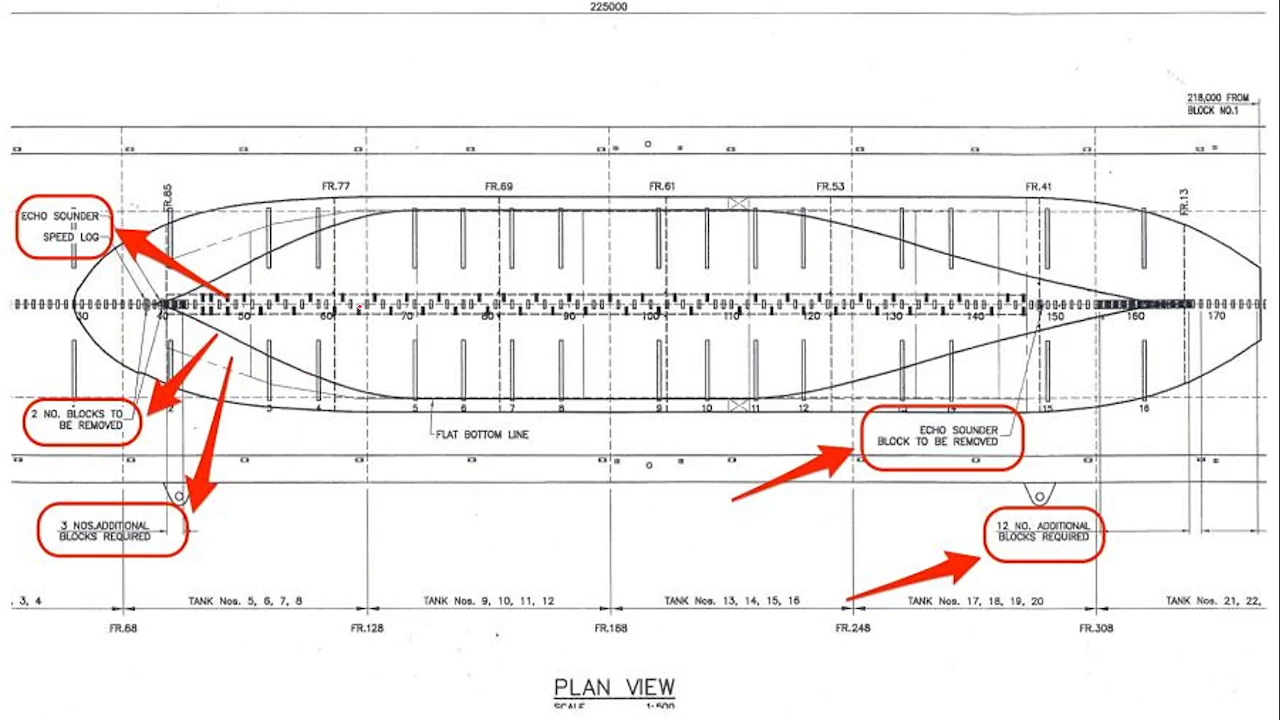 225000
218,000 FROM
BLOCK NO.1
FR.85
FR.77
FR.69
FR.61
FR.53
FR.41
FR.13
ECHO SOUNDER
SPEED LOG
30 40 50 60 70 80 90 100 110 120 130 140 150 160 170
2 3 4 5 6 7 8 9 10 11 12 13 14 15 16
2 NO. BLOCKS TO
BE REMOVED
FLAT BOTTOM LINE
ECHO SOUNDER
BLOCK TO BE REMOVED
3 NOS.ADDITIONAL
BLOCKS REQUIRED
12 NO. ADDITIONAL
BLOCKS REQUIRED
, 3, 4
TANK Nos. 5, 6, 7, 8
TANK Nos. 9, 10, 11, 12
TANK Nos. 13, 14, 15, 16
TANK Nos. 17, 18, 19, 20
TANK Nos. 21, 22,
FR.68
FR.128
FR.188
FR.248
FR.308
PLAN VIEW
SCALE 1:500